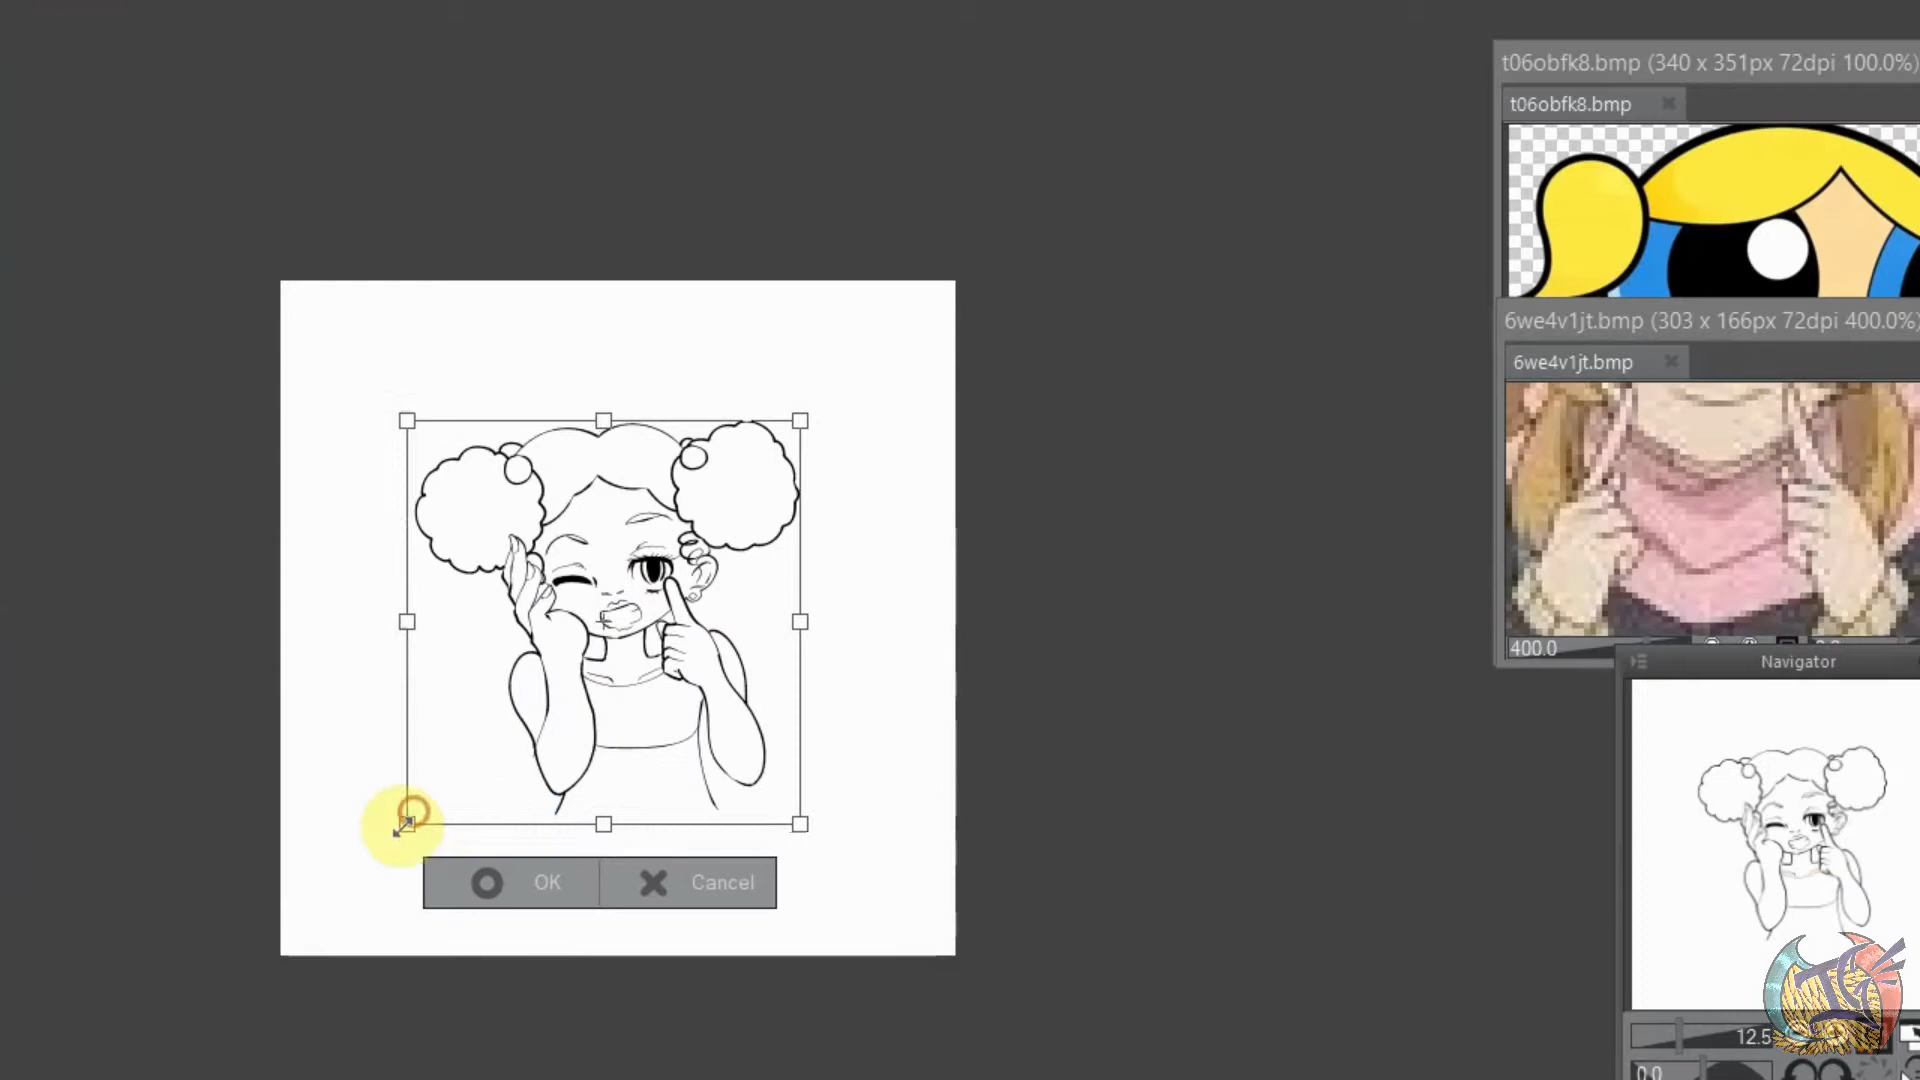 t06obfk8.bmp (340 x 351px 72dpi 100.0%)
t06obfk8.bmp
6we4v1jt.bmp (303 x 166px 72dpi 400.0%)
6we4v1jt.bmp
400.0
Navigator
OK
Cancel
12.5
0.0